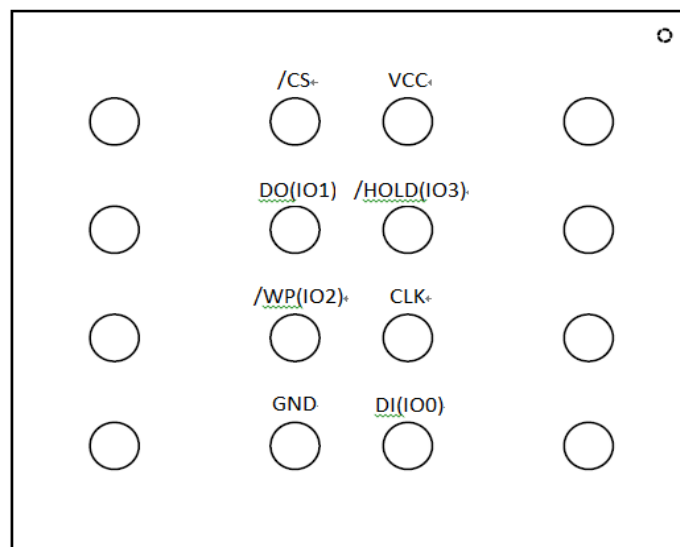 /CS VCC
DO(IO1) /HOLD(IO3)
/WP(IO2) CLK
GND DI(IO0)